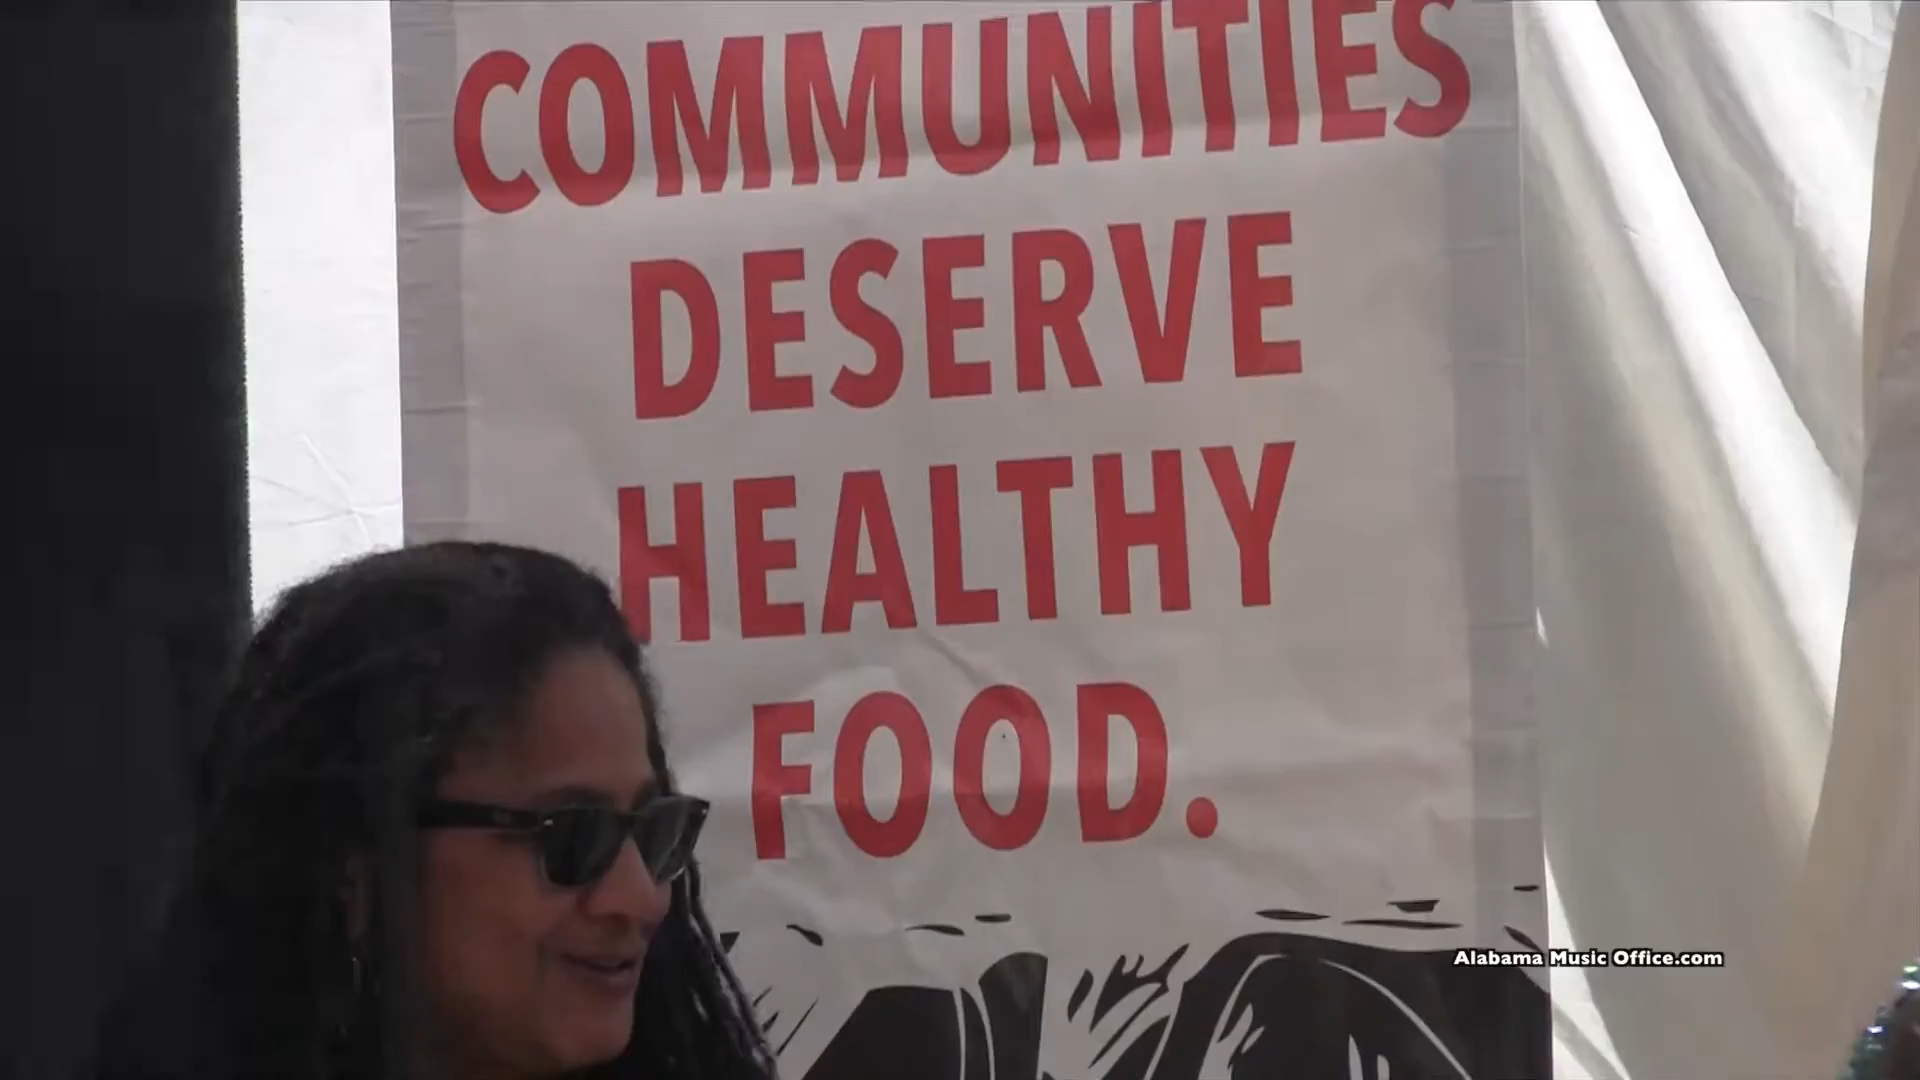 COMMUNITIES
DESERVE
HEALTHY
FOOD.
Alabama Music Office.com